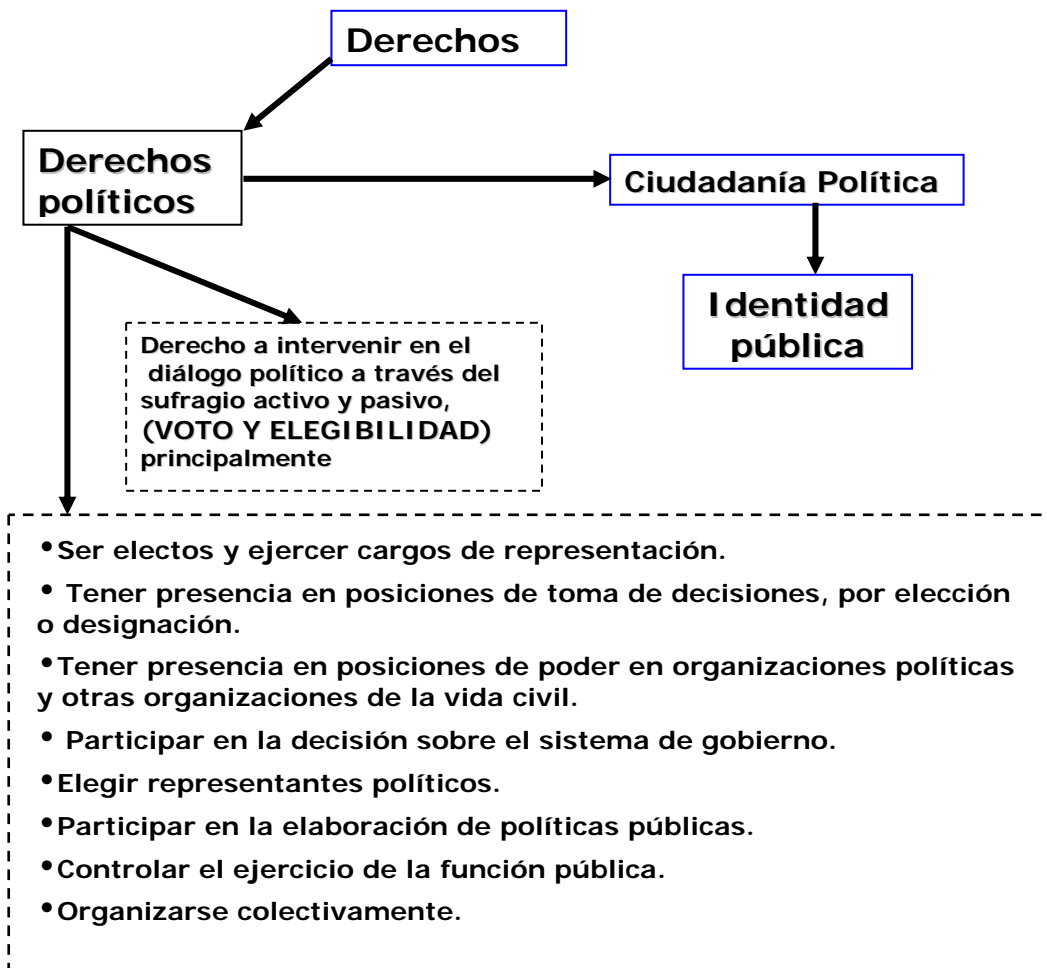 Derechos
Derechos
políticos
Ciudadanía Política
Identidad
pública
Derecho a intervenir en el
diálogo político a través del
sufragio activo y pasivo,
(VOTO Y ELEGIBILIDAD)
principalmente
•Ser electos y ejercer cargos de representación.
• Tener presencia en posiciones de toma de decisiones, por elección
o designación.
•Tener presencia en posiciones de poder en organizaciones políticas
y otras organizaciones de la vida civil.
• Participar en la decisión sobre el sistema de gobierno.
•Elegir representantes políticos.
•Participar en la elaboración de políticas públicas.
•Controlar el ejercicio de la función pública.
•Organizarse colectivamente.